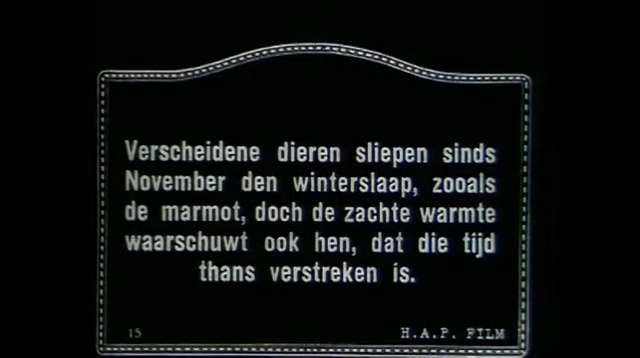 Verscheidene dieren sliepen sinds
November den winterslaap, zooals
de marmot, doch de zachte warmte
waarschuwt ook hen, dat die tijd
thans verstreken is.
15
H.A.P. FILM